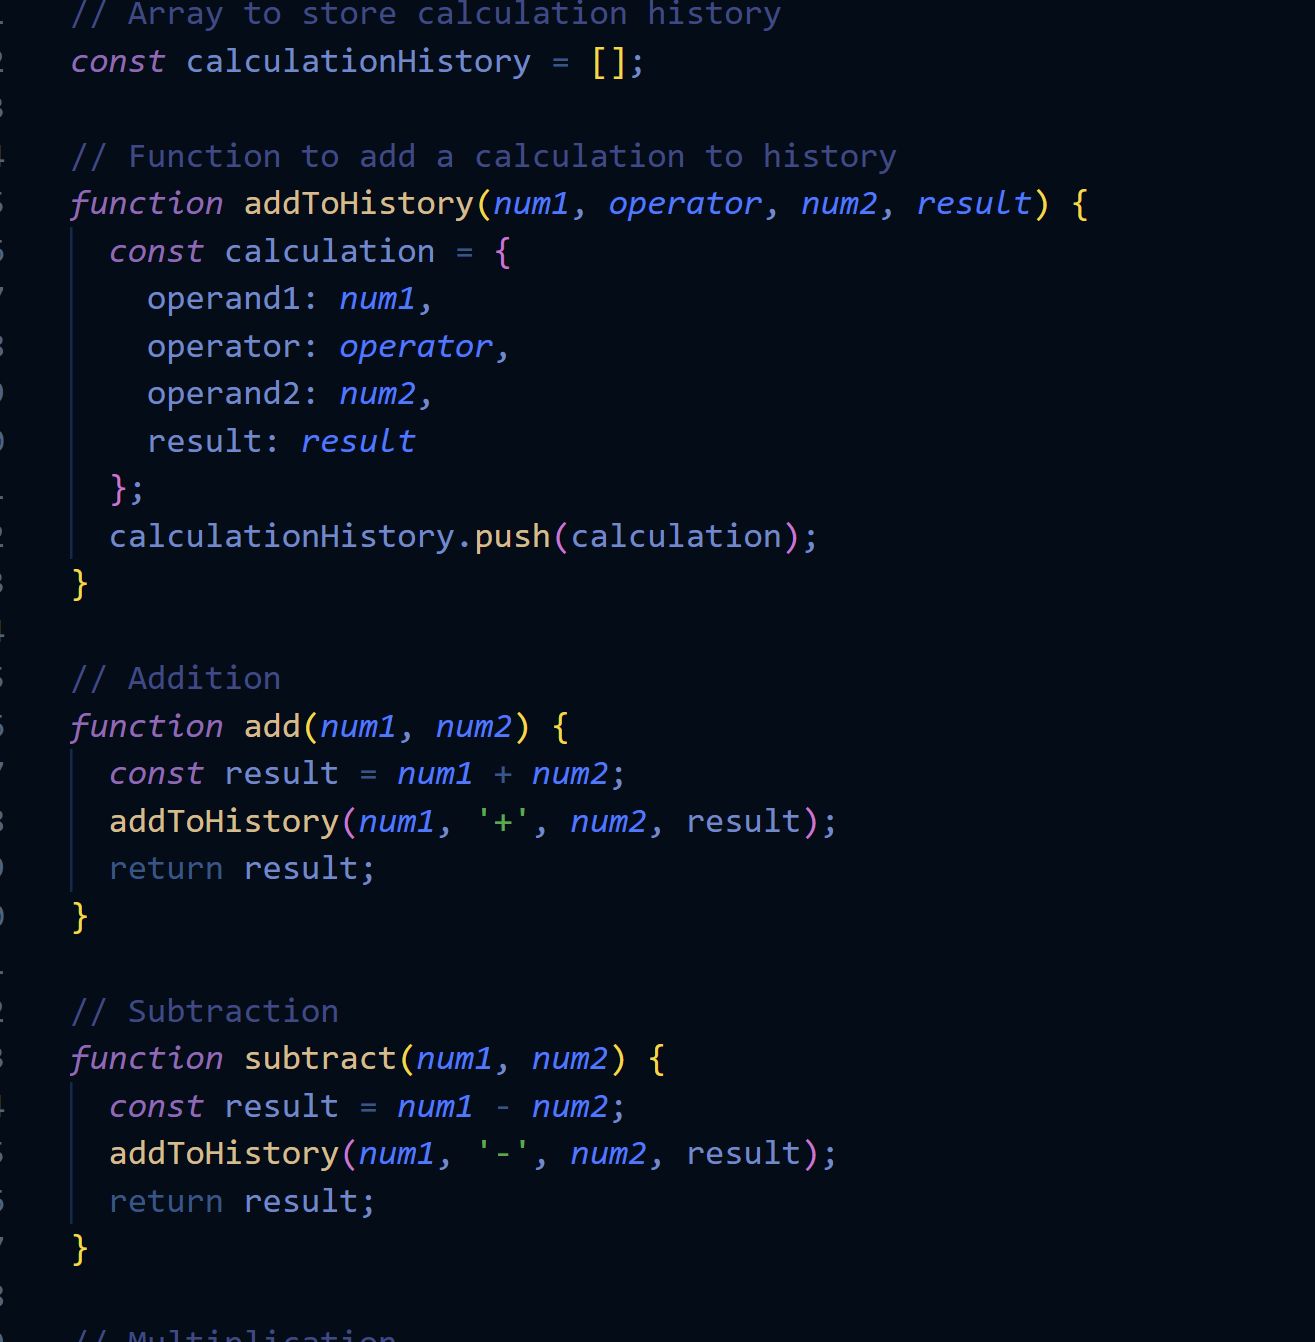 // Array to store calculation history
const calculationHistory = [];
// Function to add a calculation to history
function addToHistory(num1, operator, num2, result) {
const calculation = {
operand1: num1,
operator: operator,
operand2: num2,
result: result
};
calculationHistory.push(calculation);
}
// Addition
function add(num1, num2) {
const result = num1 + num2;
addToHistory(num1, '+', num2, result);
return result;
}
// Subtraction
function subtract(num1, num2) {
const result = num1 - num2;
addToHistory(num1, '-', num2, result);
return result;
}
// Multiplication